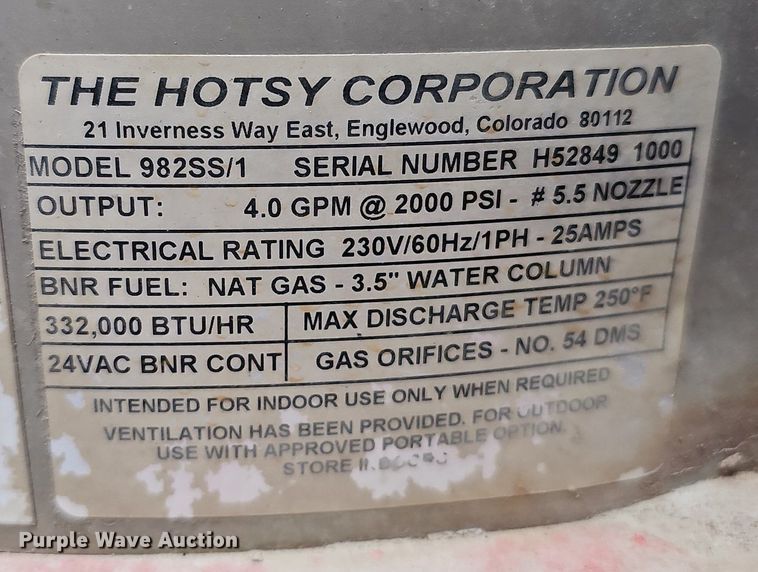 THE HOTSY CORPORATION
21 Inverness Way East, Englewood, Colorado 80112
MODEL 982SS/1 SERIAL NUMBER H52849 1000
OUTPUT: 4.0 GPM @ 2000 PSI - # 5.5 NOZZLE
ELECTRICAL RATING 230V/60Hz/1PH - 25AMPS
BNR FUEL: NAT GAS - 3.5" WATER COLUMN
332,000 BTU/HR MAX DISCHARGE TEMP 250°F
24VAC BNR CONT GAS ORIFICES - NO. 54 DMS
INTENDED FOR INDOOR USE ONLY WHEN REQUIRED
VENTILATION HAS BEEN PROVIDED. FOR OUTDOOR
USE WITH APPROVED PORTABLE OPTION.
STORE
Purple Wave Auction